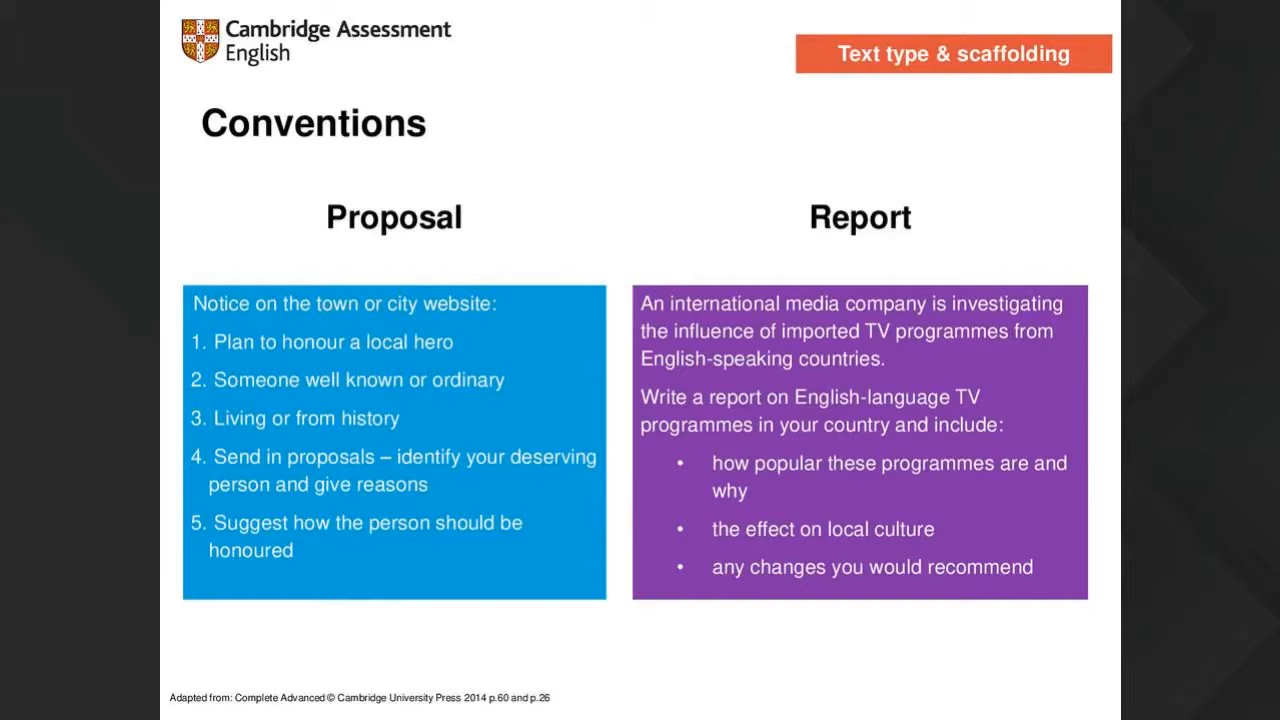 Cambridge Assessment
English
Text type & scaffolding
Conventions
Proposal
Notice on the town or city website:
1. Plan to honour a local hero
2. Someone well known or ordinary
3. Living or from history
4. Send in proposals – identify your deserving
person and give reasons
5. Suggest how the person should be
honoured
Report
An international media company is investigating
the influence of imported TV programmes from
English-speaking countries.
Write a report on English-language TV
programmes in your country and include:
• how popular these programmes are and
why
• the effect on local culture
• any changes you would recommend
Adapted from: Complete Advanced © Cambridge University Press 2014 p.60 and p.26